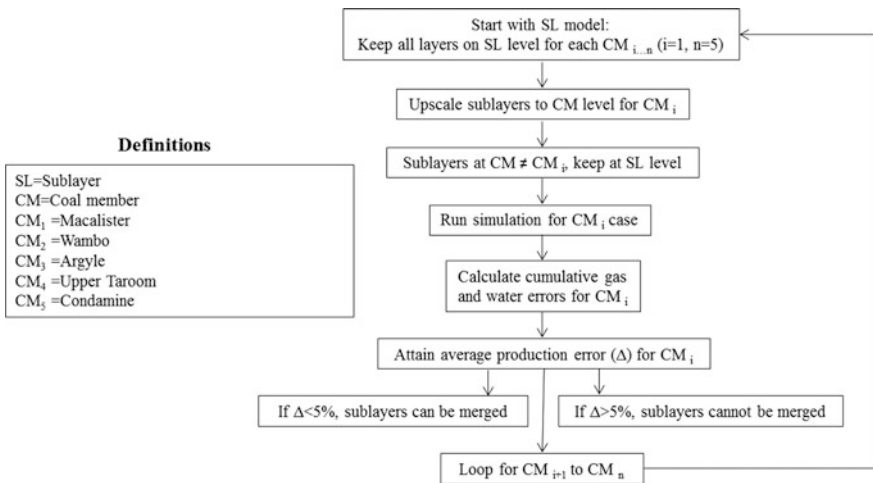 Start with SL model:
Keep all layers on SL level for each CM i...n (i=1, n=5)
Upscale sublayers to CM level for CM i
Sublayers at CM ≠ CM i, keep at SL level
Run simulation for CM i case
Calculate cumulative gas
and water errors for CM i
Attain average production error (Δ) for CM i
If Δ<5%, sublayers can be merged
If Δ>5%, sublayers cannot be merged
Loop for CM i+1 to CM n
Definitions
SL=Sublayer
CM=Coal member
CM1 =Macalister
CM2 =Wambo
CM3 =Argyle
CM4 =Upper Taroom
CM5 =Condamine